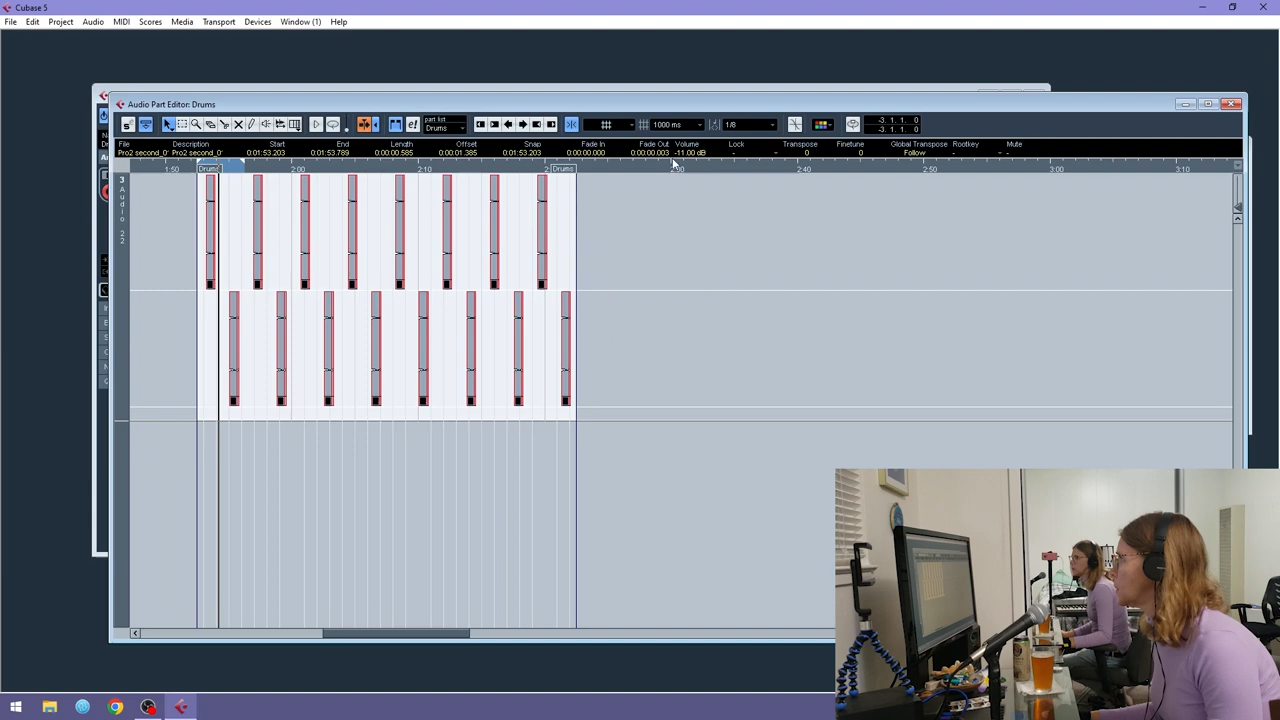 Cubase 5
File Edit Project Audio MIDI Scores Media Transport Devices Window (1) Help
Audio Part Editor: Drums
part list
Drums
1000 ms
1/8
-3. 1. 1. 0
-3. 1. 1. 0
File Description Start End Length Offset Snap Fade In Fade Out Volume Lock Transpose Finetune Global Transpose Rootkey Mute
Pro2 second_0' Pro2 second_0' 0:01:53.203 0:01:53.789 0:00:00.585 0:00:01.385 0:01:53.203 0:00:00.000 0:00:00.003 -11.00 dB - 0 0 Follow - -
1:50 2:00 2:10 2:30 2:40 2:50 3:00 3:10
Drums Drums
3
Audio 22